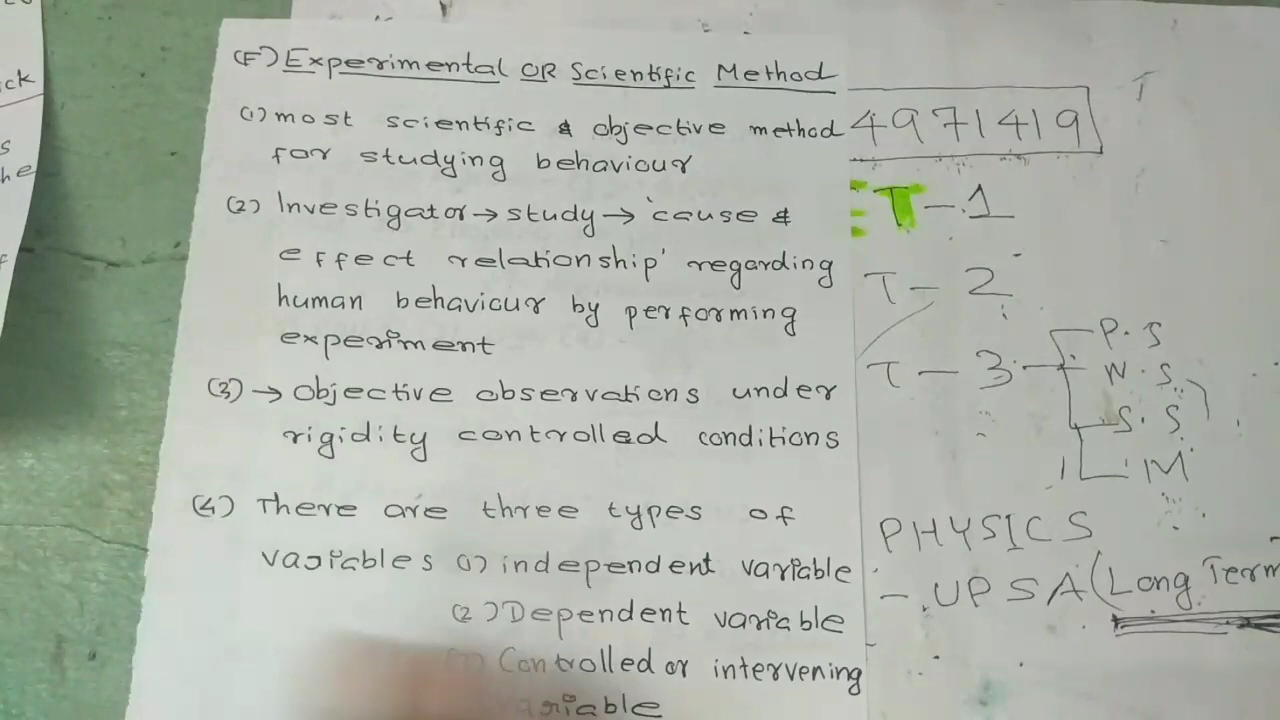 (F) Experimental OR Scientific Method
(1) most scientific & objective method
for studying behaviour
(2) Investigator → study → 'cause &
effect relationship' regarding
human behaviour by performing
experiment
(3) → Objective observations under
rigidity controlled conditions
(4) There are three types of
variables (1) independent variable
(2) Dependent variable
Controlled or intervening
variable
4971419
T-1
T-2
T-3
P.S
W.S.
S.S
M
PHYSICS
- UPSA (Long Term
ick
s
he
f
T